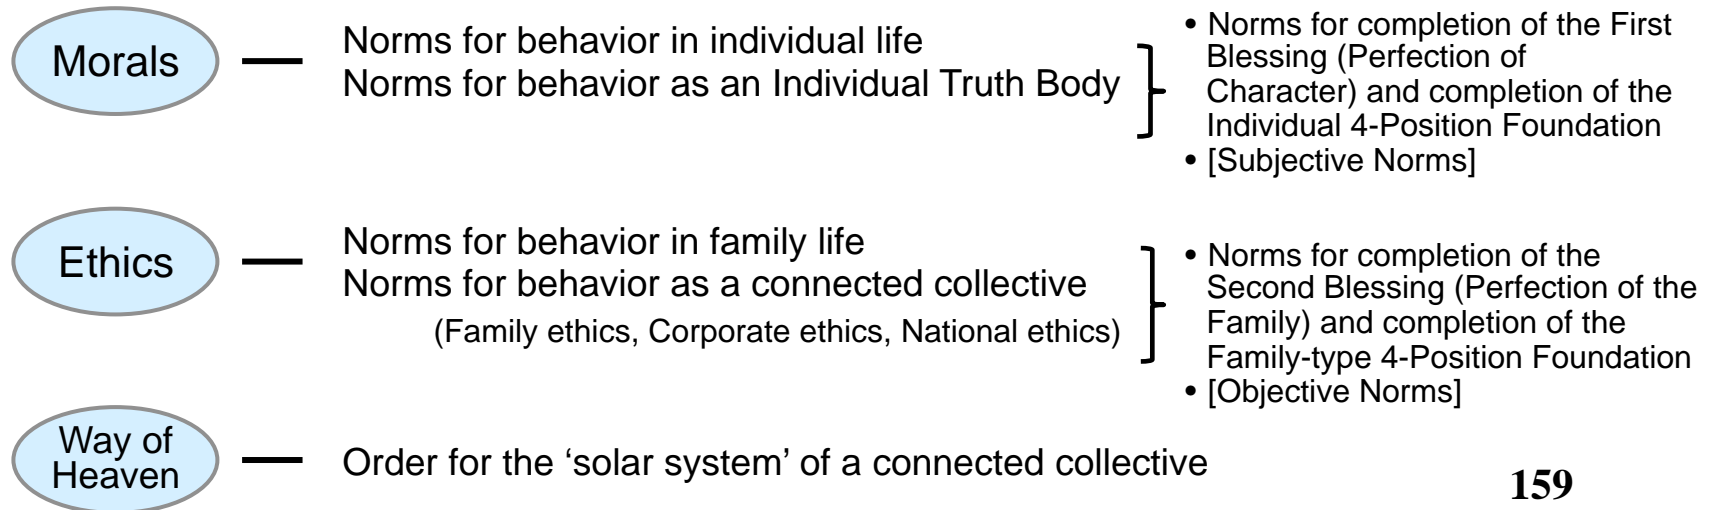 Morals
Norms for behavior in individual life
Norms for behavior as an Individual Truth Body
• Norms for completion of the First
Blessing (Perfection of
Character) and completion of the
Individual 4-Position Foundation
• [Subjective Norms]
Ethics
Norms for behavior in family life
Norms for behavior as a connected collective
(Family ethics, Corporate ethics, National ethics)
• Norms for completion of the
Second Blessing (Perfection of the
Family) and completion of the
Family-type 4-Position Foundation
• [Objective Norms]
Way of
Heaven
Order for the ‘solar system’ of a connected collective
159